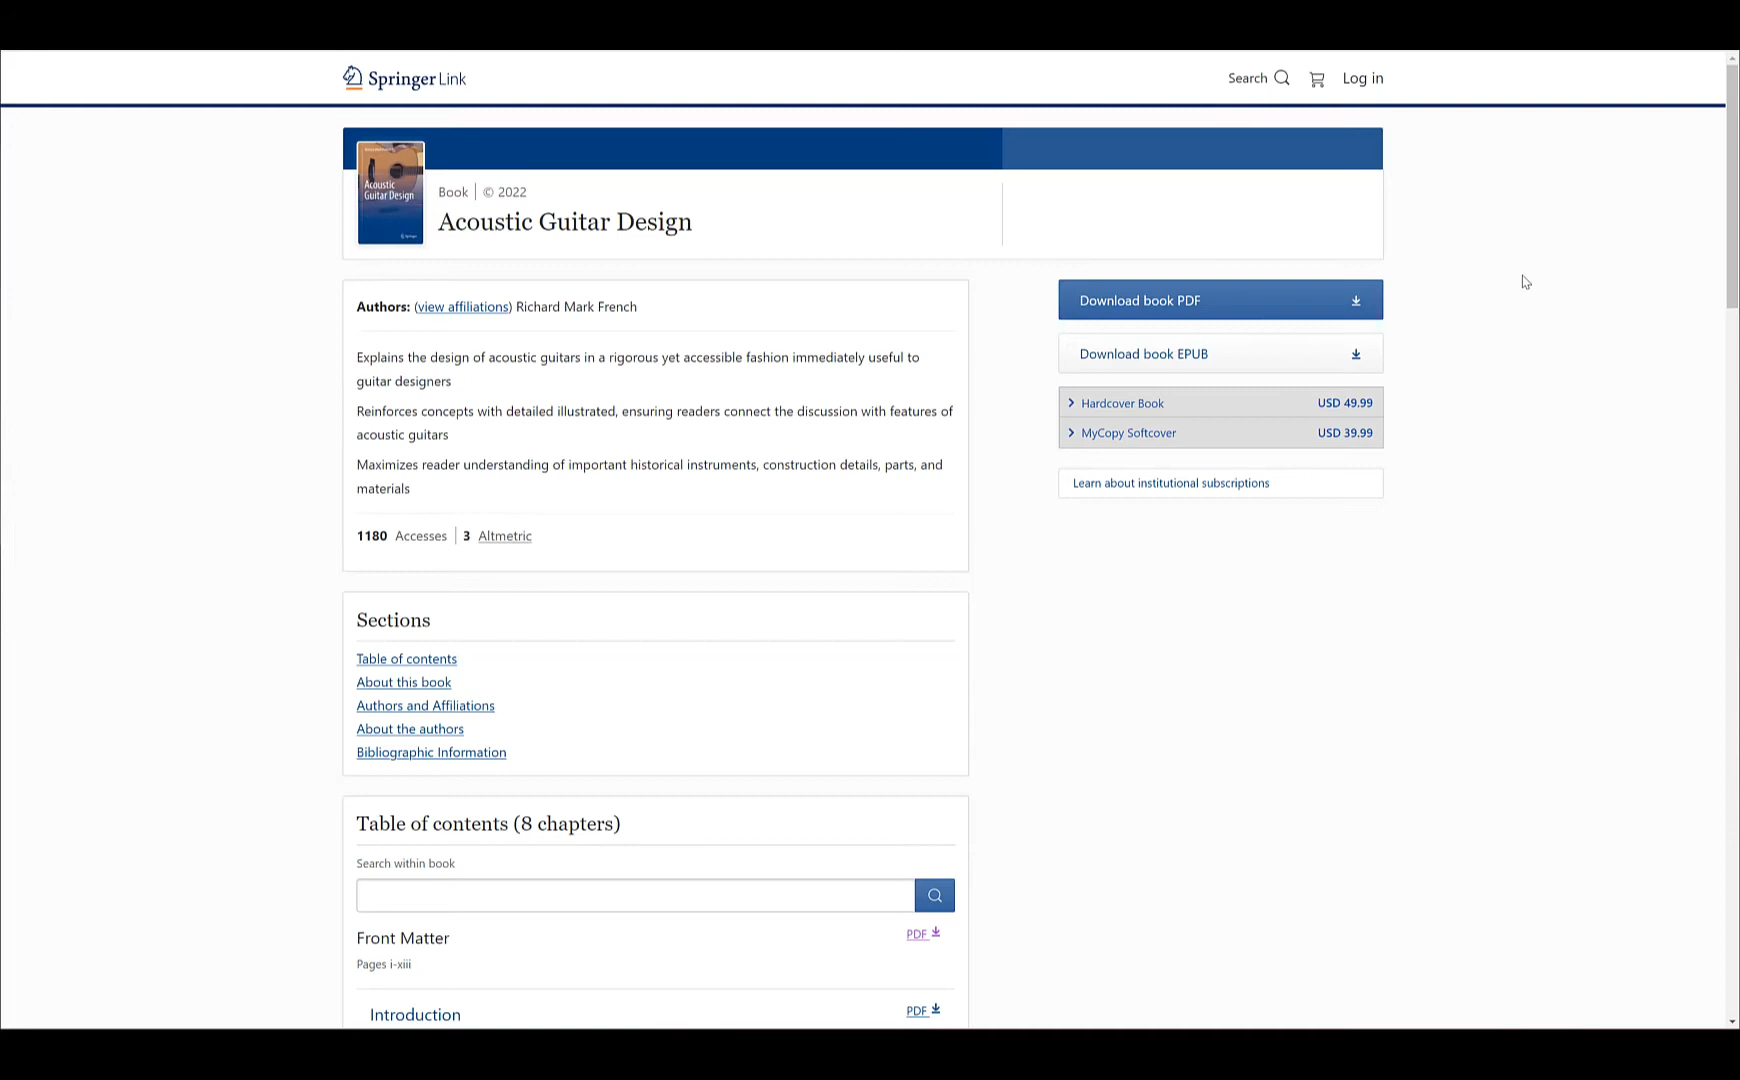 Springer Link
Search
Log in
Acoustic
Guitar Design
Springer
Book
© 2022
Acoustic Guitar Design
Authors: (view affiliations) Richard Mark French
Explains the design of acoustic guitars in a rigorous yet accessible fashion immediately useful to
guitar designers
Reinforces concepts with detailed illustrated, ensuring readers connect the discussion with features of
acoustic guitars
Maximizes reader understanding of important historical instruments, construction details, parts, and
materials
1180 Accesses
3 Altmetric
Download book PDF
Download book EPUB
Hardcover Book USD 49.99
MyCopy Softcover USD 39.99
Learn about institutional subscriptions
Sections
Table of contents
About this book
Authors and Affiliations
About the authors
Bibliographic Information
Table of contents (8 chapters)
Search within book
Front Matter
PDF
Pages i-xiii
Introduction
PDF